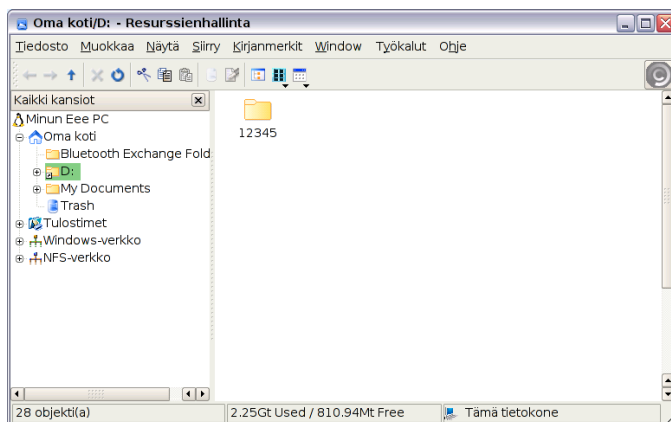 Oma koti/D: - Resurssienhallinta
Tiedosto Muokkaa Näytä Siirry Kirjanmerkit Window Työkalut Ohje
Kaikki kansiot
Minun Eee PC
Oma koti
Bluetooth Exchange Fold
D:
My Documents
Trash
Tulostimet
Windows-verkko
NFS-verkko
12345
28 objekti(a) 2.25Gt Used / 810.94Mt Free Tämä tietokone